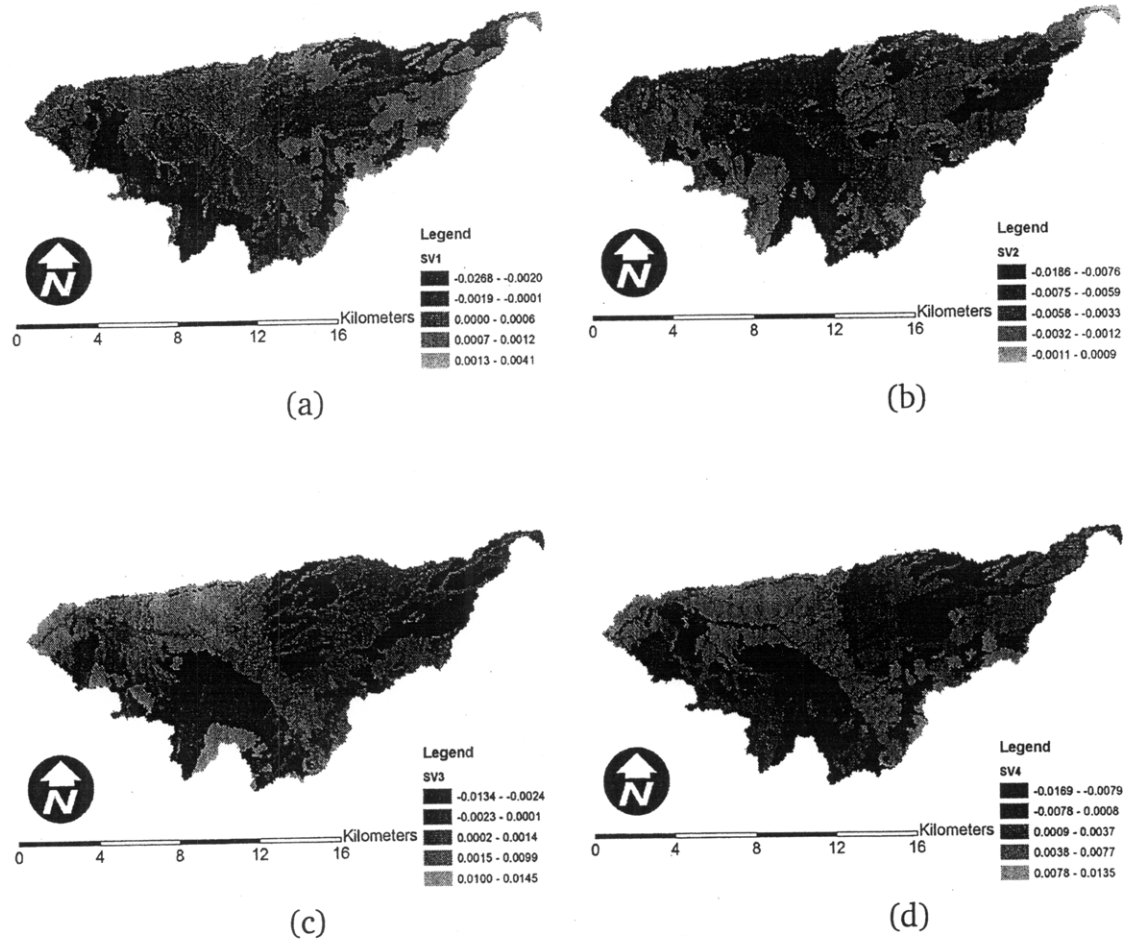 N
Legend
SV1
-0.0268 - -0.0020
-0.0019 - -0.0001
0.0000 - 0.0006
0.0007 - 0.0012
0.0013 - 0.0041
Kilometers
0 4 8 12 16
(a)
N
Legend
SV2
-0.0186 - -0.0076
-0.0075 - -0.0059
-0.0058 - -0.0033
-0.0032 - -0.0012
-0.0011 - 0.0009
Kilometers
0 4 8 12 16
(b)
N
Legend
SV3
-0.0134 - -0.0024
-0.0023 - 0.0001
0.0002 - 0.0014
0.0015 - 0.0099
0.0100 - 0.0145
Kilometers
0 4 8 12 16
(c)
N
Legend
SV4
-0.0169 - -0.0079
-0.0078 - 0.0008
0.0009 - 0.0037
0.0038 - 0.0077
0.0078 - 0.0135
Kilometers
0 4 8 12 16
(d)